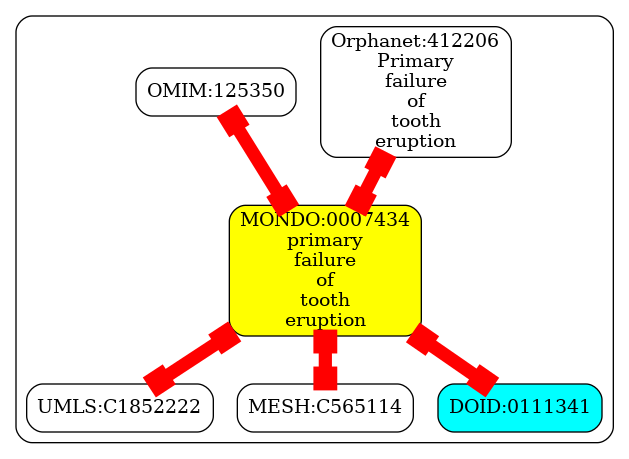 OMIM:125350
Orphanet:412206
Primary
failure
of
tooth
eruption
MONDO:0007434
primary
failure
of
tooth
eruption
UMLS:C1852222
MESH:C565114
DOID:0111341